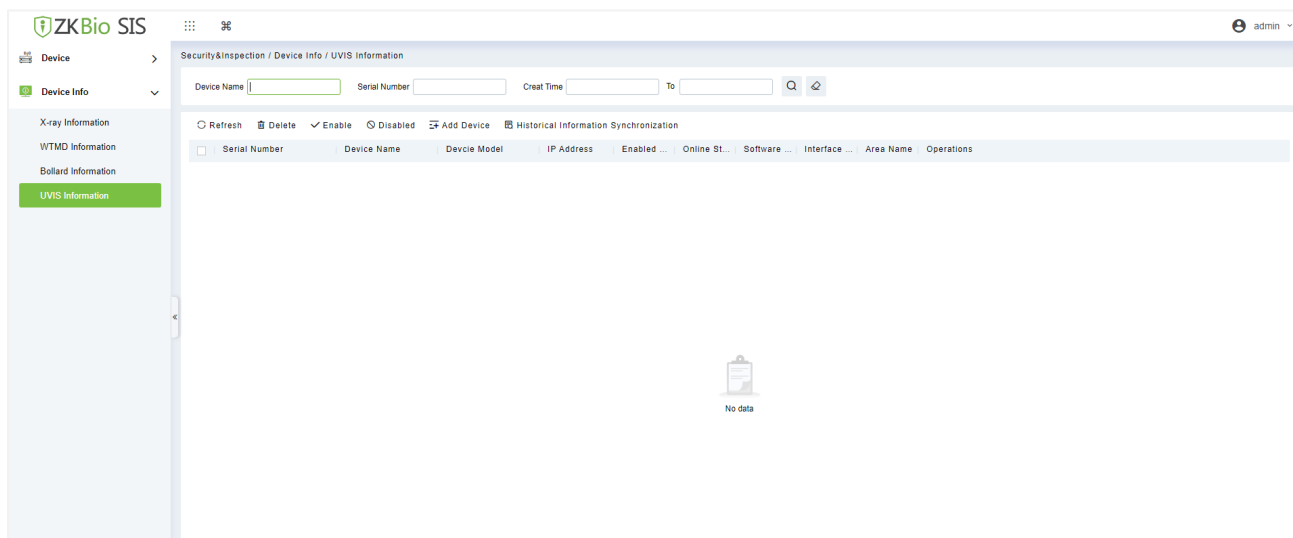 ZKBio SIS
admin
Device
Security&Inspection / Device Info / UVIS Information
Device Info
Device Name Serial Number Creat Time To
X-ray Information
WTMD Information
Bollard Information
UVIS Information
Refresh Delete Enable Disabled Add Device Historical Information Synchronization
Serial Number Device Name Devcie Model IP Address Enabled ... Online St... Software ... Interface ... Area Name Operations
No data